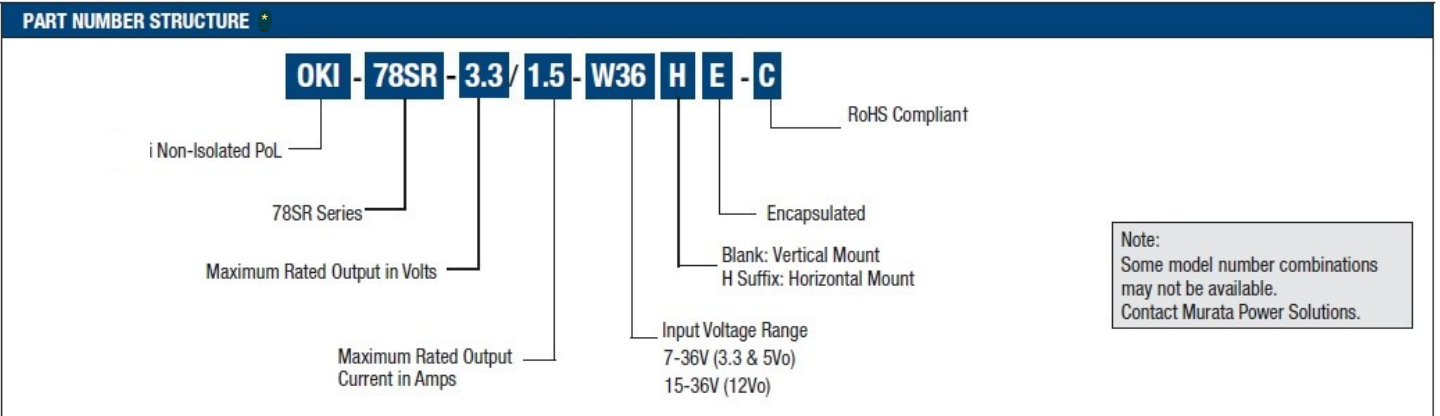 PART NUMBER STRUCTURE *
OKI - 78SR - 3.3 / 1.5 - W36 H E - C
RoHS Compliant
i Non-Isolated PoL
78SR Series
Encapsulated
Maximum Rated Output in Volts
Blank: Vertical Mount
H Suffix: Horizontal Mount
Note:
Some model number combinations
may not be available.
Contact Murata Power Solutions.
Input Voltage Range
7-36V (3.3 & 5Vo)
15-36V (12Vo)
Maximum Rated Output
Current in Amps